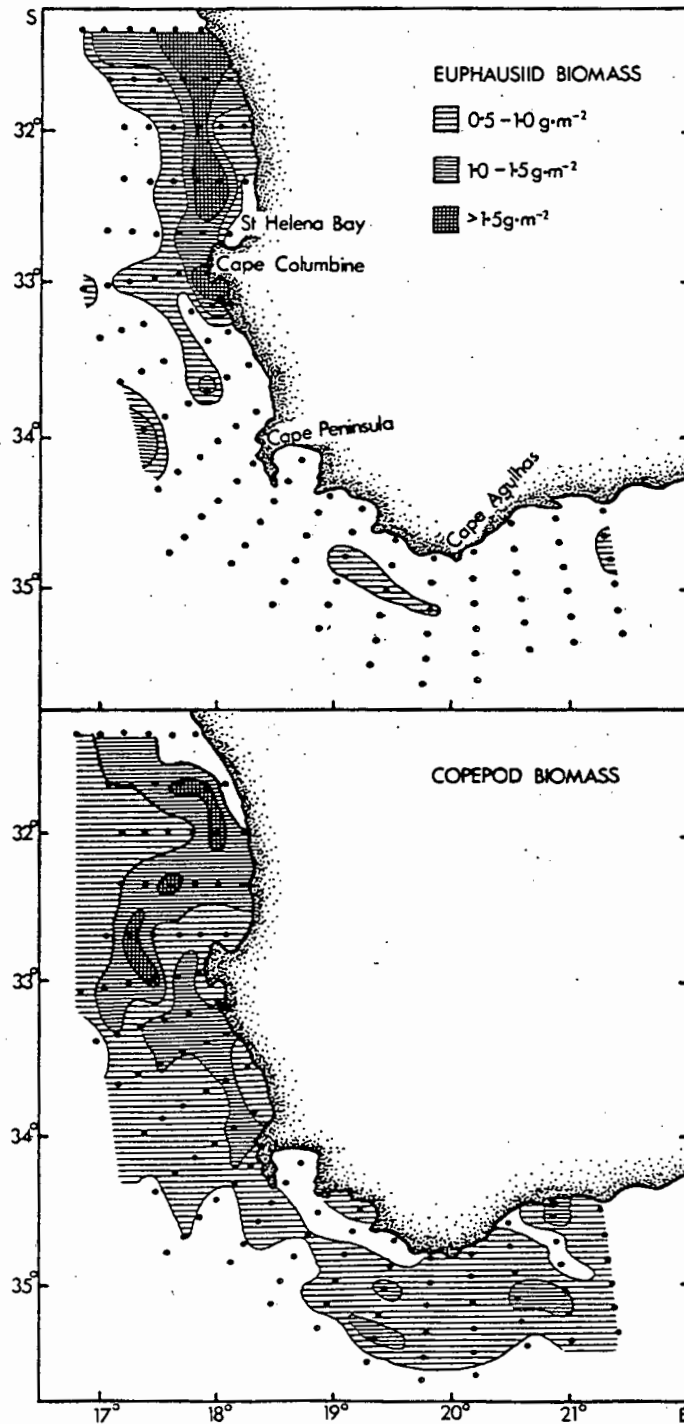 S
EUPHAUSIID BIOMASS
0·5 – 1·0 g·m⁻²
1·0 – 1·5 g·m⁻²
> 1·5 g·m⁻²
32°
St Helena Bay
Cape Columbine
33°
34°
Cape Peninsula
Cape Agulhas
35°
COPEPOD BIOMASS
32°
33°
34°
35°
17° 18° 19° 20° 21° E